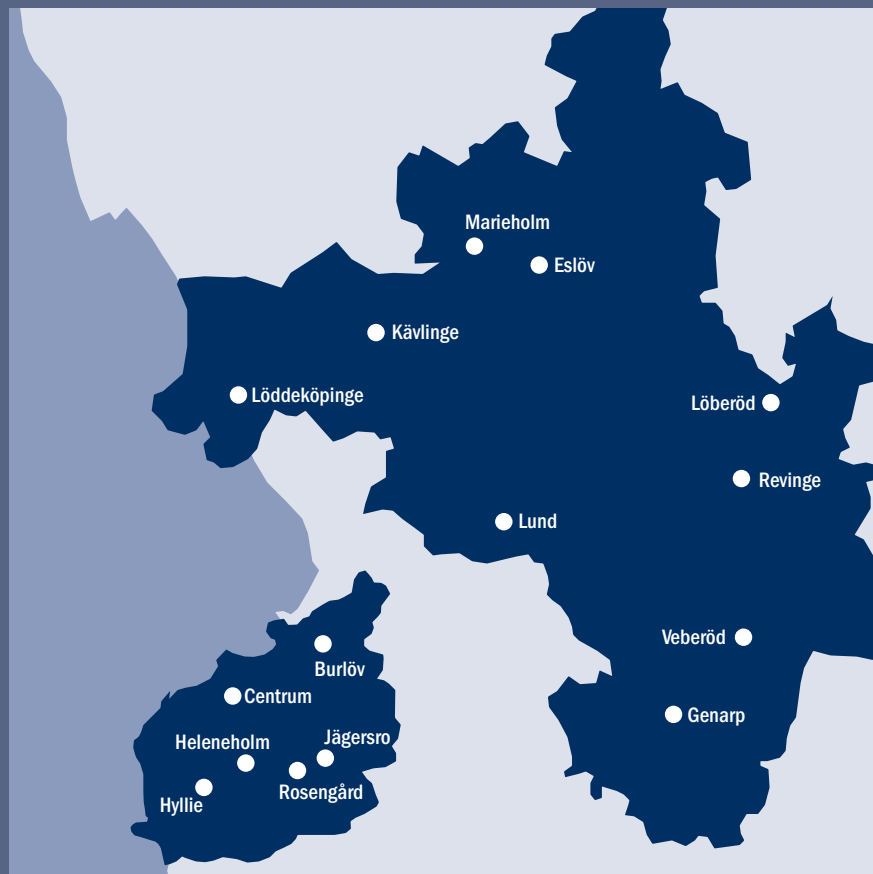 Marieholm
Eslöv
Kävlinge
Löddeköpinge
Löberöd
Revinge
Lund
Veberöd
Burlöv
Centrum
Genarp
Jägersro
Heleneholm
Rosengård
Hyllie